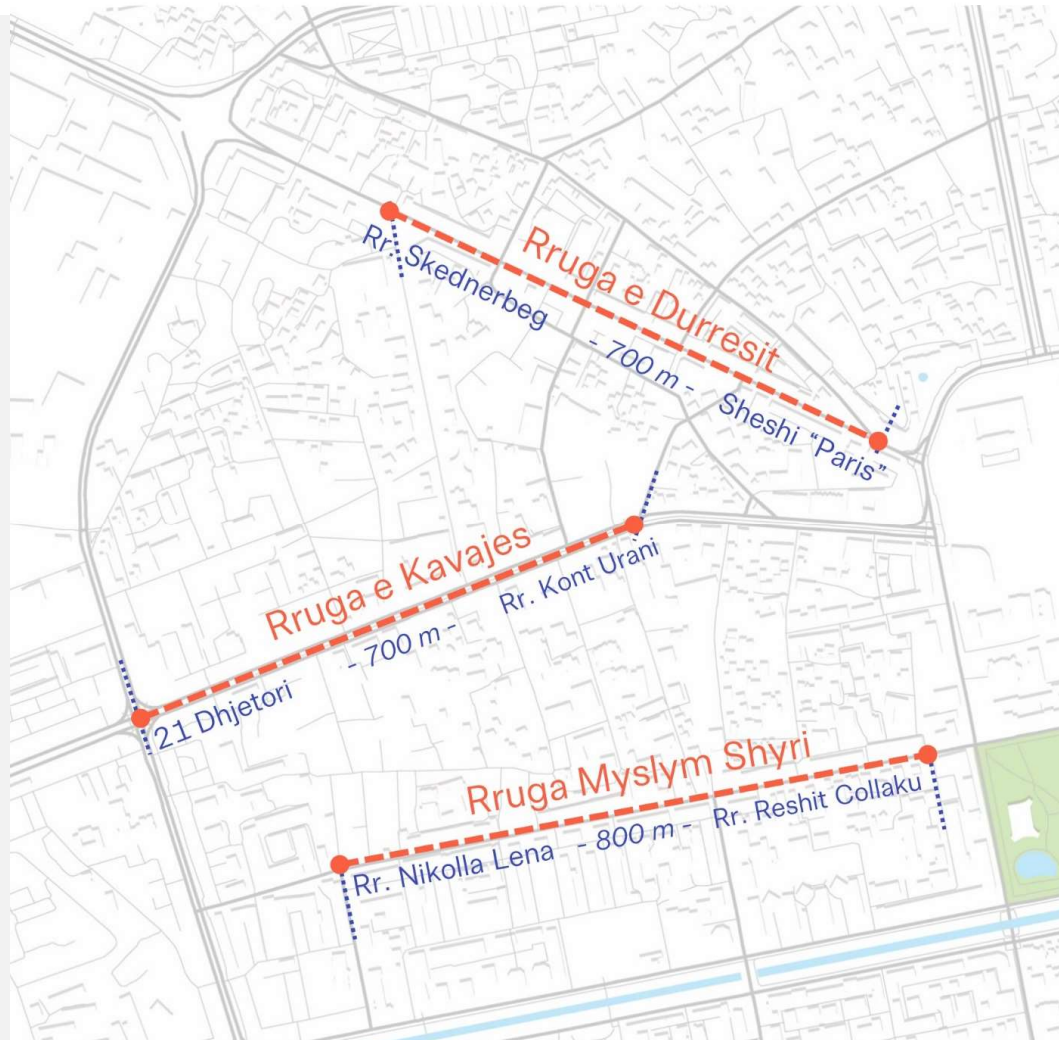 Rruga e Durresit
Rr. Skednerbeg
- 700 m -
Sheshi “Paris”
Rruga e Kavajes
21 Dhjetori
- 700 m -
Rr. Kont Urani
Rruga Myslym Shyri
Rr. Nikolla Lena
- 800 m -
Rr. Reshit Collaku